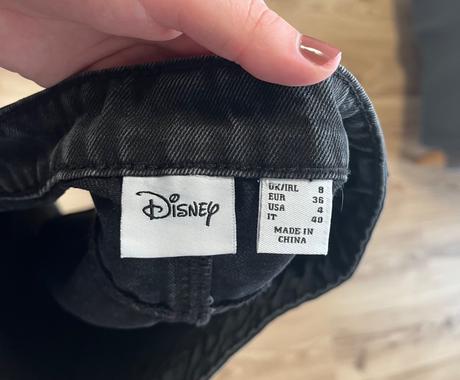 Disney
UK/IRL 8
EUR 36
USA 4
IT 40
MADE IN
CHINA